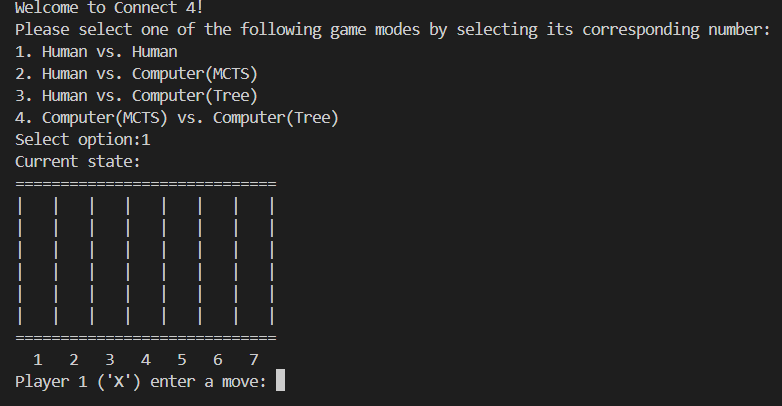 Welcome to Connect 4!
Please select one of the following game modes by selecting its corresponding number:
1. Human vs. Human
2. Human vs. Computer(MCTS)
3. Human vs. Computer(Tree)
4. Computer(MCTS) vs. Computer(Tree)
Select option:1
Current state:
=============================
|   |   |   |   |   |   |   |
|   |   |   |   |   |   |   |
|   |   |   |   |   |   |   |
|   |   |   |   |   |   |   |
|   |   |   |   |   |   |   |
|   |   |   |   |   |   |   |
=============================
  1   2   3   4   5   6   7
Player 1 ('X') enter a move: